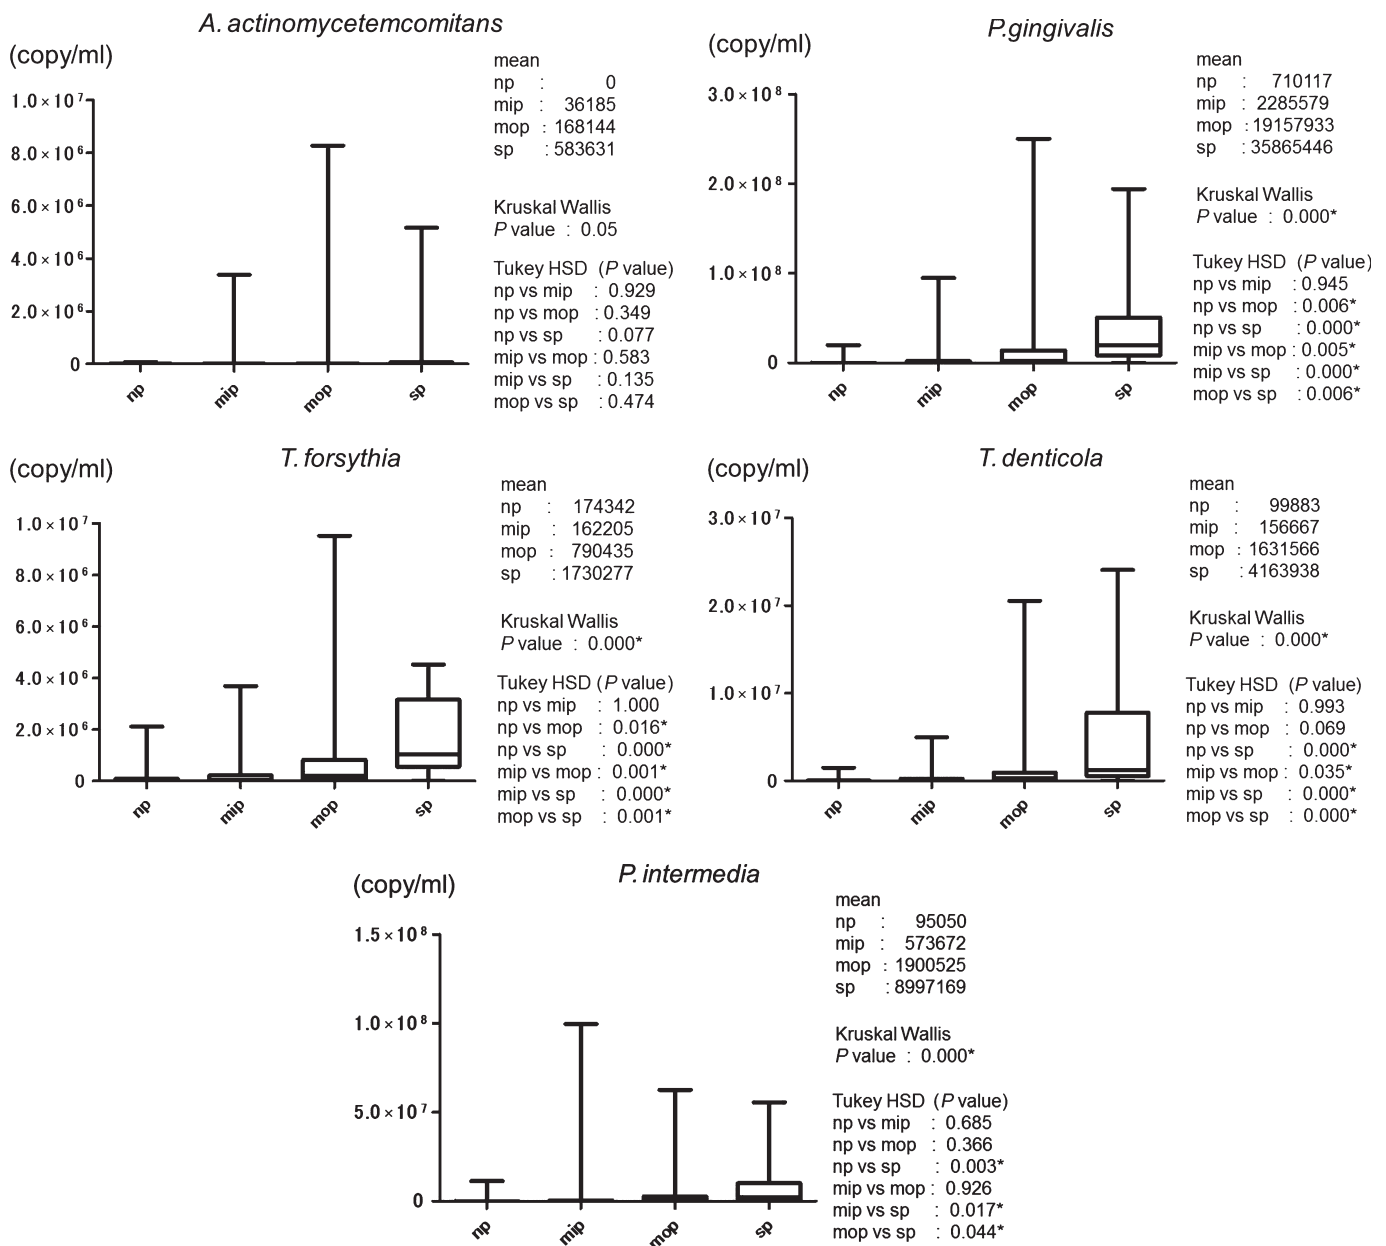 A. actinomycetemcomitans
(copy/ml)
1.0×10⁷
8.0×10⁶
6.0×10⁶
4.0×10⁶
2.0×10⁶
0
np
mip
mop
sp
mean
np : 0
mip : 36185
mop : 168144
sp : 583631
Kruskal Wallis
P value : 0.05
Tukey HSD (P value)
np vs mip : 0.929
np vs mop : 0.349
np vs sp : 0.077
mip vs mop : 0.583
mip vs sp : 0.135
mop vs sp : 0.474
P. gingivalis
(copy/ml)
3.0×10⁸
2.0×10⁸
1.0×10⁸
0
np
mip
mop
sp
mean
np : 710117
mip : 2285579
mop : 19157933
sp : 35865446
Kruskal Wallis
P value : 0.000*
Tukey HSD (P value)
np vs mip : 0.945
np vs mop : 0.006*
np vs sp : 0.000*
mip vs mop : 0.005*
mip vs sp : 0.000*
mop vs sp : 0.006*
T. forsythia
(copy/ml)
1.0×10⁷
8.0×10⁶
6.0×10⁶
4.0×10⁶
2.0×10⁶
0
np
mip
mop
sp
mean
np : 174342
mip : 162205
mop : 790435
sp : 1730277
Kruskal Wallis
P value : 0.000*
Tukey HSD (P value)
np vs mip : 1.000
np vs mop : 0.016*
np vs sp : 0.000*
mip vs mop : 0.001*
mip vs sp : 0.000*
mop vs sp : 0.001*
T. denticola
(copy/ml)
3.0×10⁷
2.0×10⁷
1.0×10⁷
0
np
mip
mop
sp
mean
np : 99883
mip : 156667
mop : 1631566
sp : 4163938
Kruskal Wallis
P value : 0.000*
Tukey HSD (P value)
np vs mip : 0.993
np vs mop : 0.069
np vs sp : 0.000*
mip vs mop : 0.035*
mip vs sp : 0.000*
mop vs sp : 0.000*
P. intermedia
(copy/ml)
1.5×10⁸
1.0×10⁸
5.0×10⁷
0
np
mip
mop
sp
mean
np : 95050
mip : 573672
mop : 1900525
sp : 8997169
Kruskal Wallis
P value : 0.000*
Tukey HSD (P value)
np vs mip : 0.685
np vs mop : 0.366
np vs sp : 0.003*
mip vs mop : 0.926
mip vs sp : 0.017*
mop vs sp : 0.044*